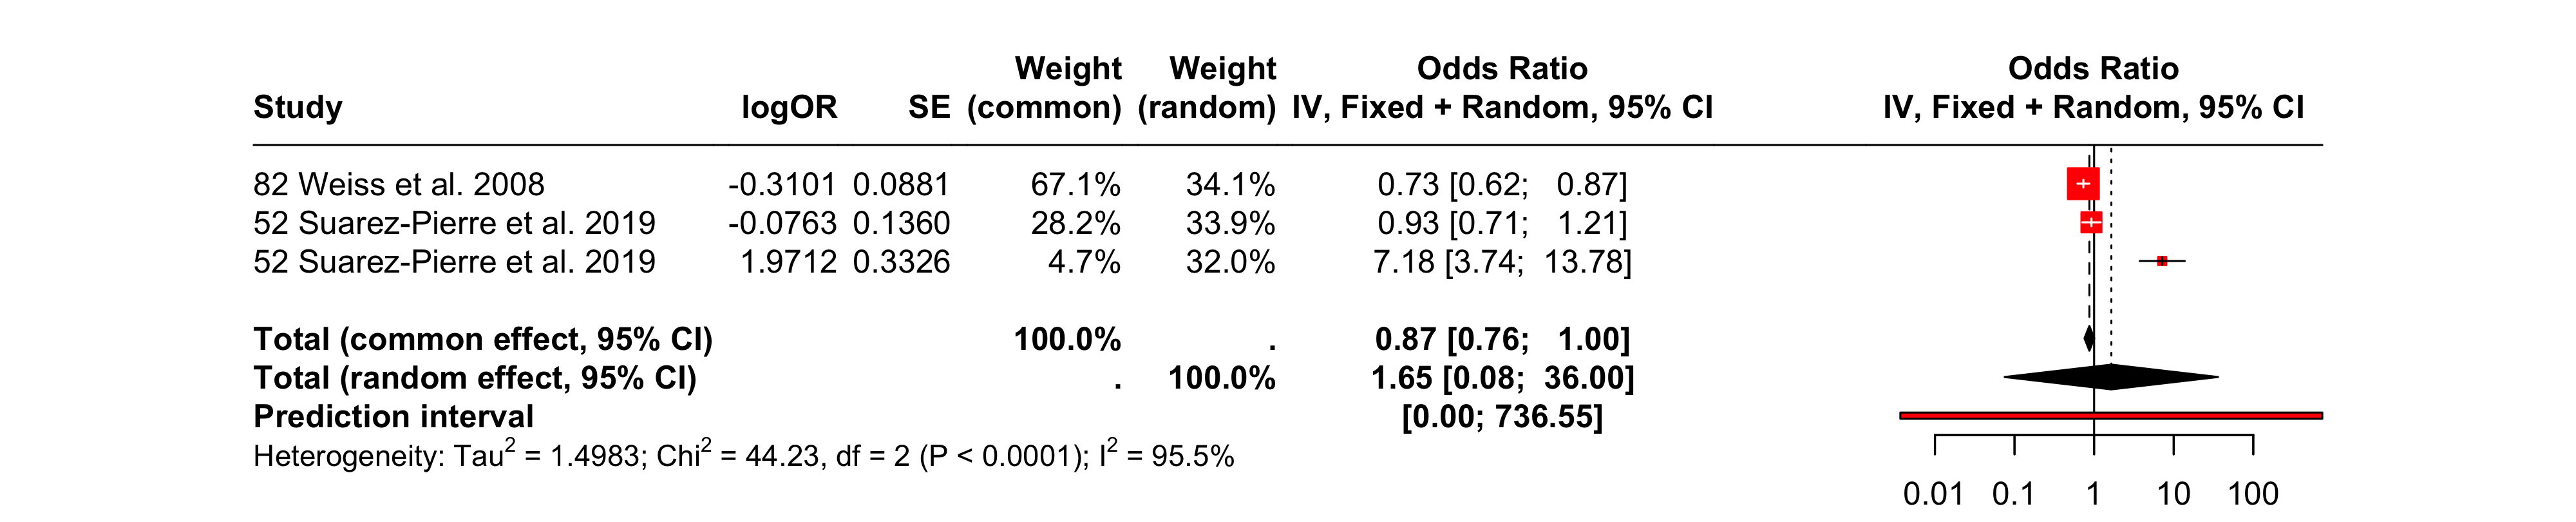 Weight Weight Odds Ratio Odds Ratio
Study logOR SE (common) (random) IV, Fixed + Random, 95% CI IV, Fixed + Random, 95% CI
82 Weiss et al. 2008 -0.3101 0.0881 67.1% 34.1% 0.73 [0.62; 0.87]
52 Suarez-Pierre et al. 2019 -0.0763 0.1360 28.2% 33.9% 0.93 [0.71; 1.21]
52 Suarez-Pierre et al. 2019 1.9712 0.3326 4.7% 32.0% 7.18 [3.74; 13.78]
Total (common effect, 95% CI) 100.0% . 0.87 [0.76; 1.00]
Total (random effect, 95% CI) . 100.0% 1.65 [0.08; 36.00]
Prediction interval [0.00; 736.55]
Heterogeneity: Tau² = 1.4983; Chi² = 44.23, df = 2 (P < 0.0001); I² = 95.5%
0.01 0.1 1 10 100